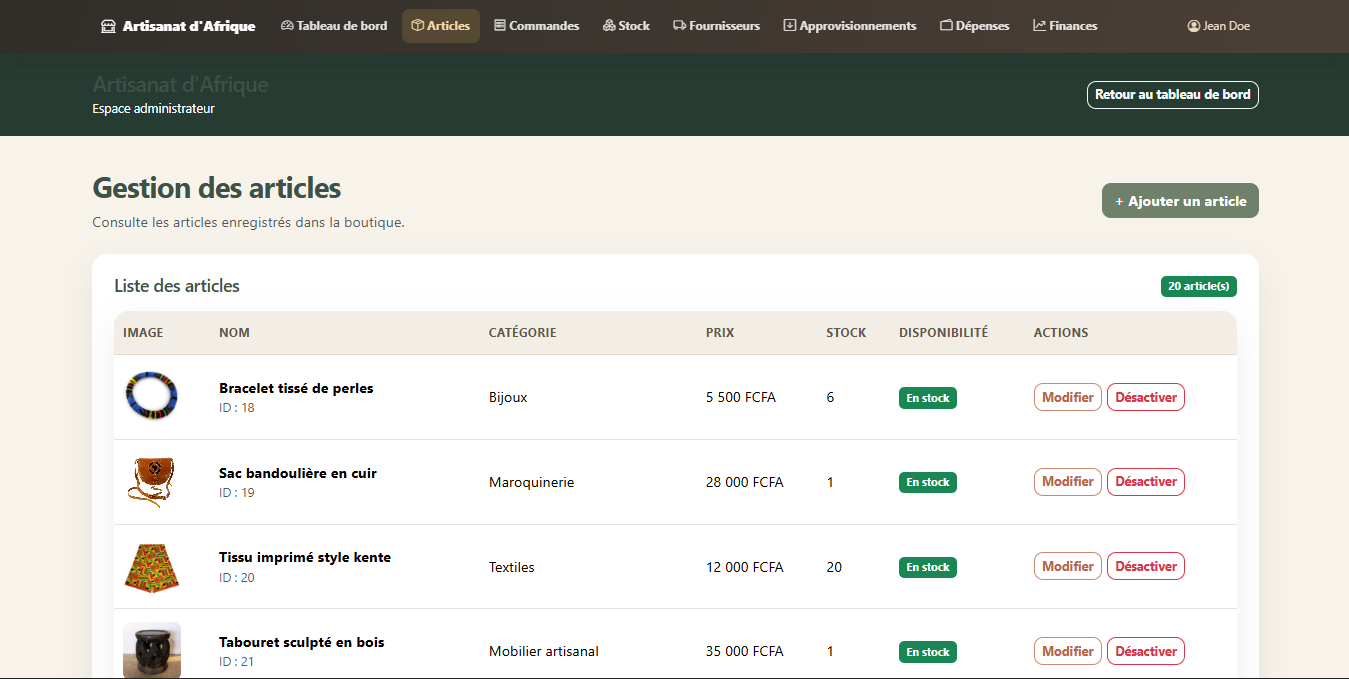 Artisanat d'Afrique Tableau de bord Articles Commandes Stock Fournisseurs Approvisionnements Dépenses Finances Jean Doe
Artisanat d'Afrique
Espace administrateur
Retour au tableau de bord
Gestion des articles
Consulte les articles enregistrés dans la boutique.
+ Ajouter un article
Liste des articles
20 article(s)
IMAGE NOM CATÉGORIE PRIX STOCK DISPONIBILITÉ ACTIONS
Bracelet tissé de perles
ID : 18
Bijoux 5 500 FCFA 6 En stock Modifier Désactiver
Sac bandoulière en cuir
ID : 19
Maroquinerie 28 000 FCFA 1 En stock Modifier Désactiver
Tissu imprimé style kente
ID : 20
Textiles 12 000 FCFA 20 En stock Modifier Désactiver
Tabouret sculpté en bois
ID : 21
Mobilier artisanal 35 000 FCFA 1 En stock Modifier Désactiver